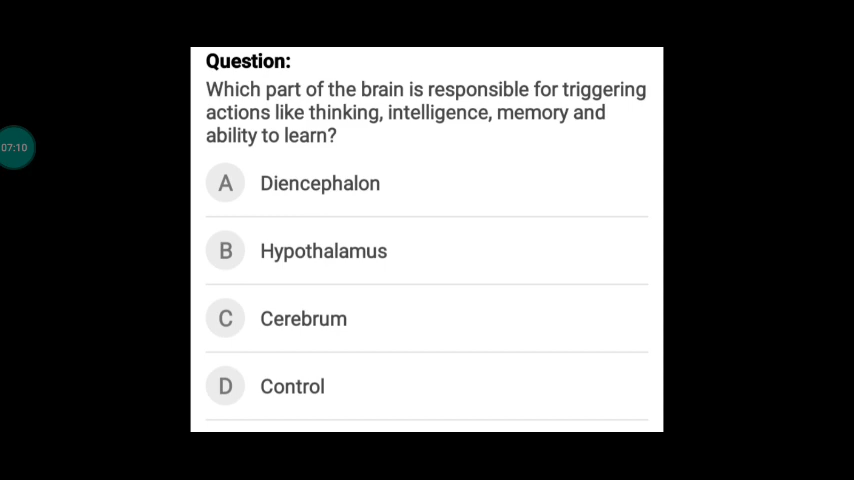 Question:
Which part of the brain is responsible for triggering
actions like thinking, intelligence, memory and
ability to learn?
07:10
A Diencephalon
B Hypothalamus
C Cerebrum
D Control